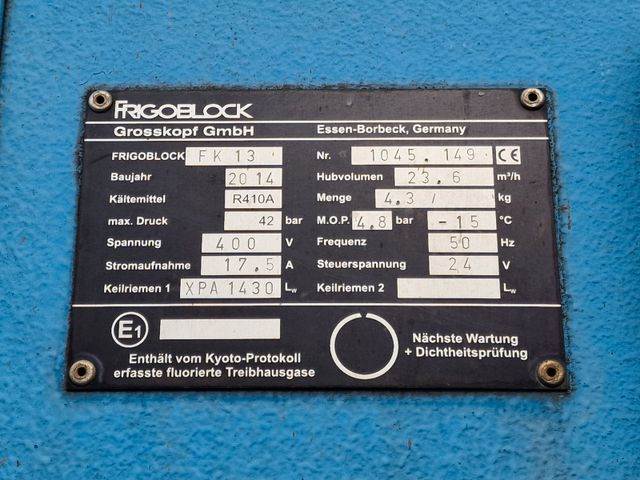 FRIGOBLOCK
Grosskopf GmbH Essen-Borbeck, Germany
FRIGOBLOCK FK 13 Nr. 1045.149 CE
Baujahr 2014 Hubvolumen 23.6 m³/h
Kältemittel R410A Menge 4.3/ kg
max. Druck 42 bar M.O.P. 4.8 bar -15 °C
Spannung 400 V Frequenz 50 Hz
Stromaufnahme 17.5 A Steuerspannung 24 V
Keilriemen 1 XPA 1430 Lw Keilriemen 2 Lw
E1
Nächste Wartung
+ Dichtheitsprüfung
Enthält vom Kyoto-Protokoll
erfasste fluorierte Treibhausgase